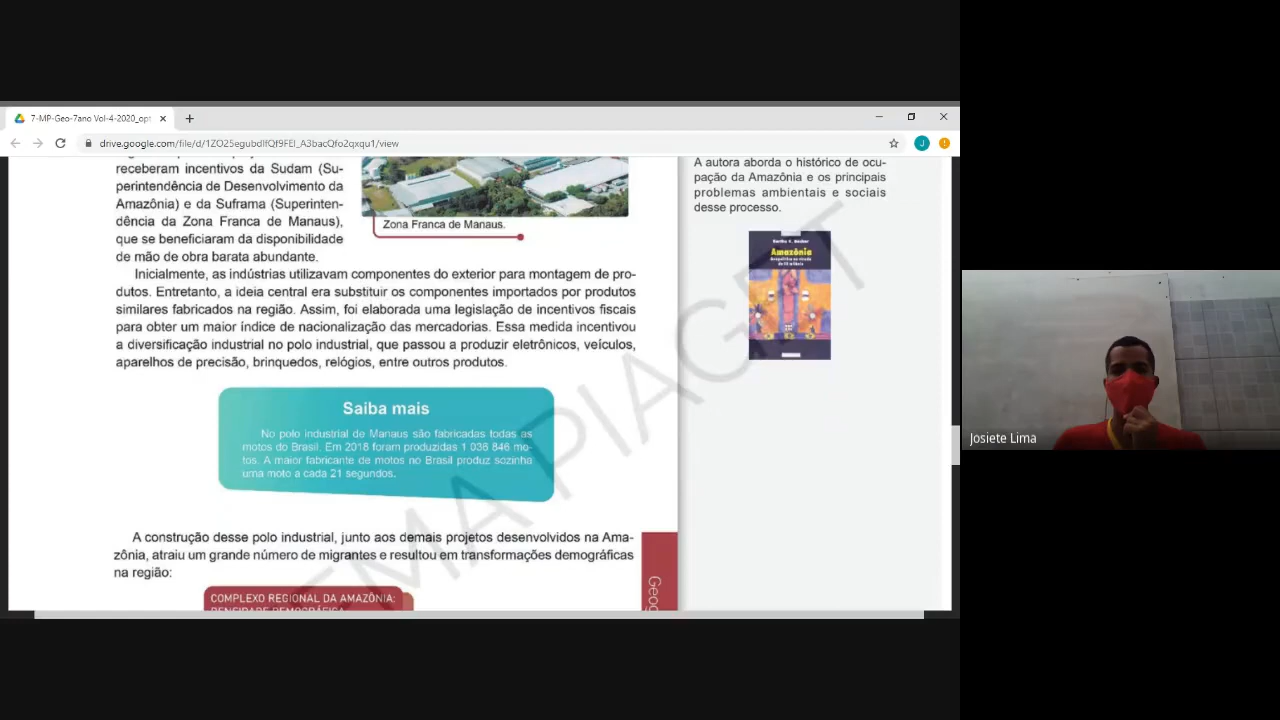 7-MP-Geo-7ano Vol-4-2020_opt
drive.google.com/file/d/
receberam incentivos da Sudam (Su-
perintendência de Desenvolvimento da
Amazônia) e da Suframa (Superinten-
dência da Zona Franca de Manaus),
que se beneficiaram da disponibilidade
de mão de obra barata abundante.
Zona Franca de Manaus.
Inicialmente, as indústrias utilizavam componentes do exterior para montagem de pro-
dutos. Entretanto, a ideia central era substituir os componentes importados por produtos
similares fabricados na região. Assim, foi elaborada uma legislação de incentivos fiscais
para obter um maior índice de nacionalização das mercadorias. Essa medida incentivou
a diversificação industrial no polo industrial, que passou a produzir eletrônicos, veículos,
aparelhos de precisão, brinquedos, relógios, entre outros produtos.
Saiba mais
No polo industrial de Manaus são fabricadas todas as
motos do Brasil. Em 2018 foram produzidas 1 036 846 mo-
tos. A maior fabricante de motos no Brasil produz sozinha
uma moto a cada 21 segundos.
A construção desse polo industrial, junto aos demais projetos desenvolvidos na Ama-
zônia, atraiu um grande número de migrantes e resultou em transformações demográficas
na região:
COMPLEXO REGIONAL DA AMAZÔNIA:
DENSIDADE DEMOGRÁFICA
Geog
EMA PIAGET
A autora aborda o histórico de ocu-
pação da Amazônia e os principais
problemas ambientais e sociais
desse processo.
Amazônia
J
Josiete Lima